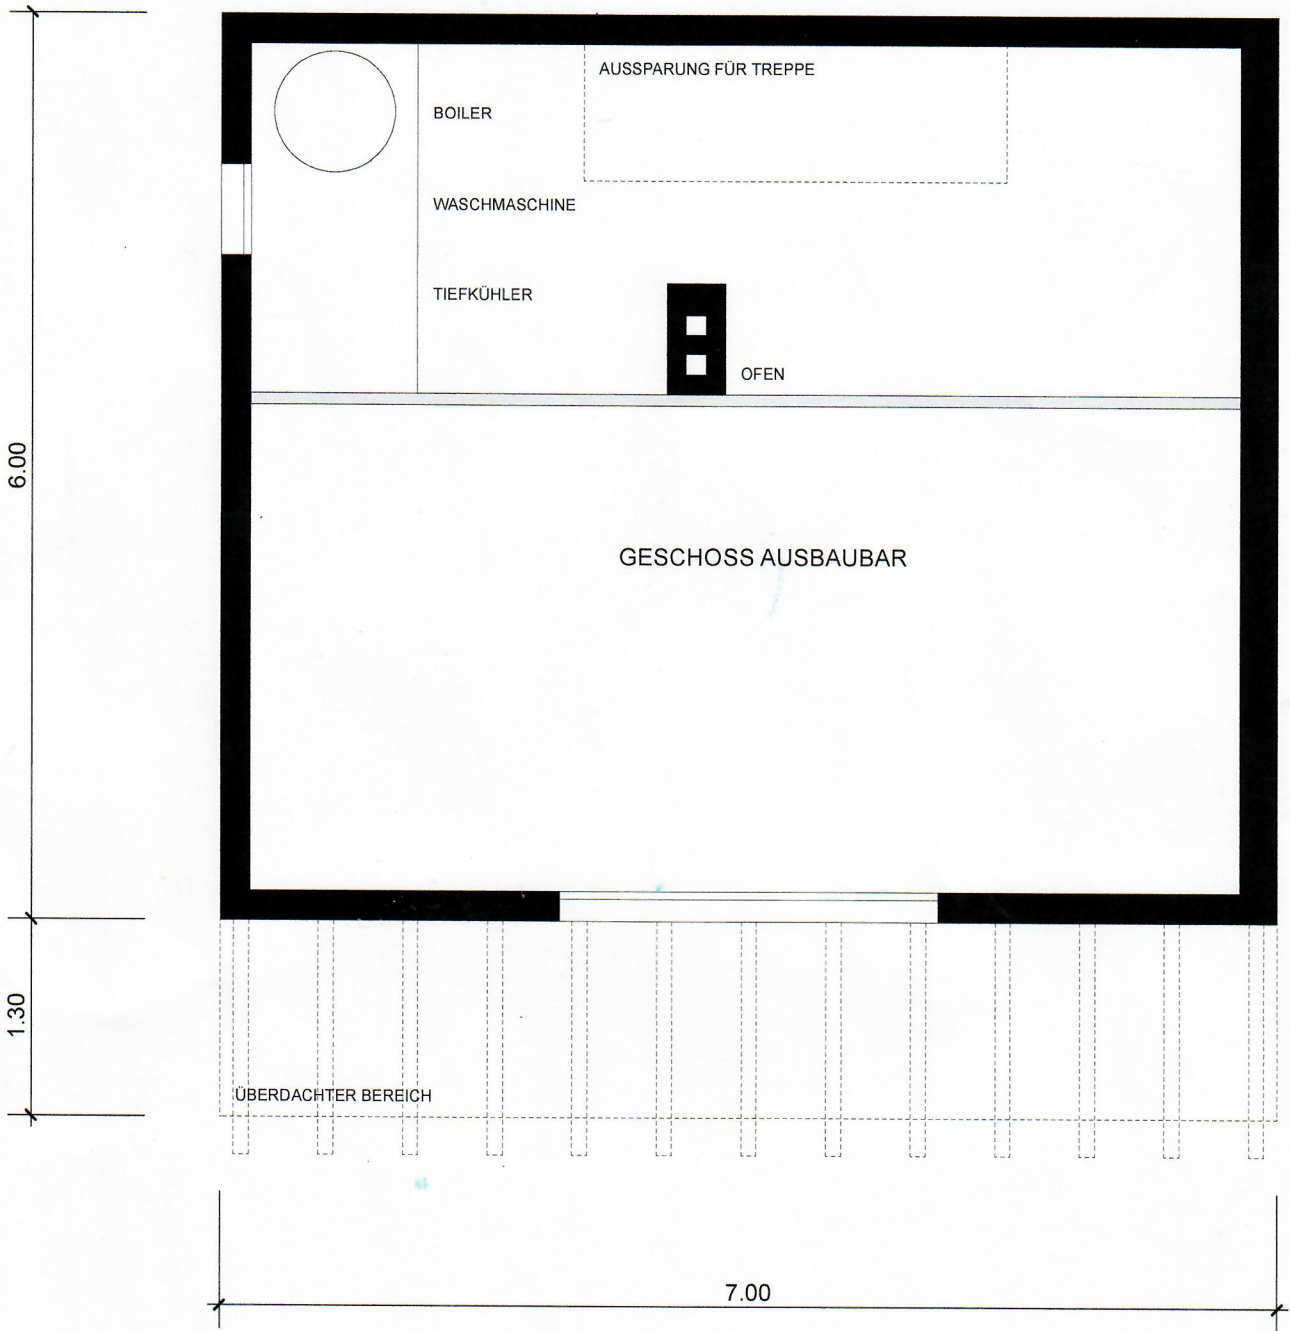 AUSSPARUNG FÜR TREPPE
BOILER
WASCHMASCHINE
TIEFKÜHLER
OFEN
6.00
GESCHOSS AUSBAUBAR
1.30
ÜBERDACHTER BEREICH
7.00